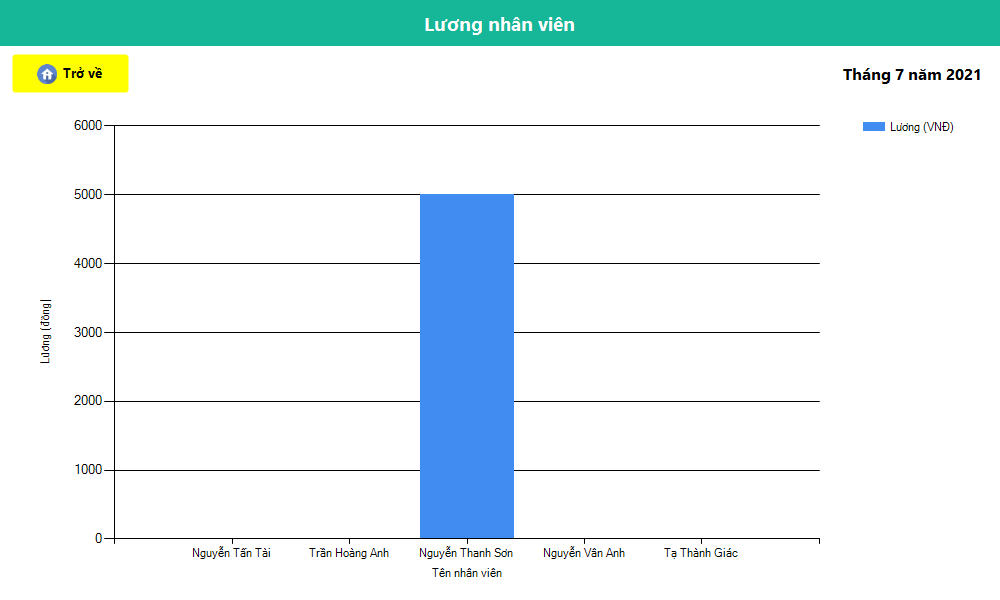 Lương nhân viên
Trở về
Tháng 7 năm 2021
Lương (VNĐ)
6000
5000
4000
3000
2000
1000
0
Lương (đồng)
Nguyễn Tấn Tài
Trần Hoàng Anh
Nguyễn Thanh Sơn
Nguyễn Vân Anh
Tạ Thành Giác
Tên nhân viên